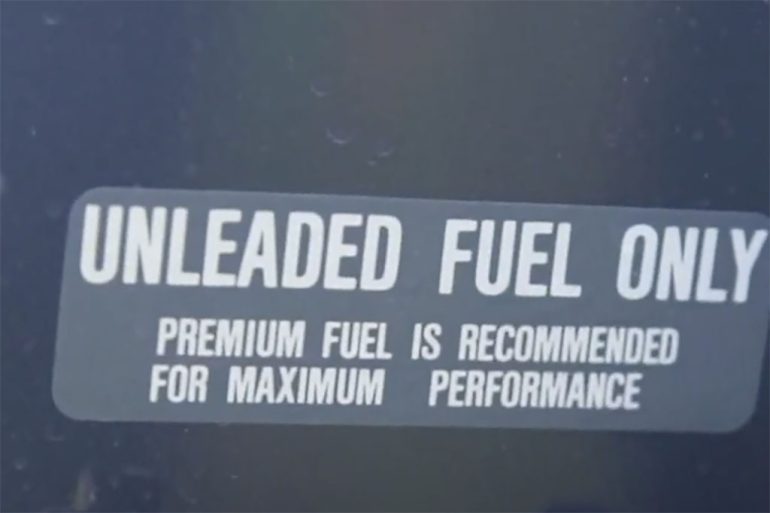 UNLEADED FUEL ONLY
PREMIUM FUEL IS RECOMMENDED
FOR MAXIMUM PERFORMANCE